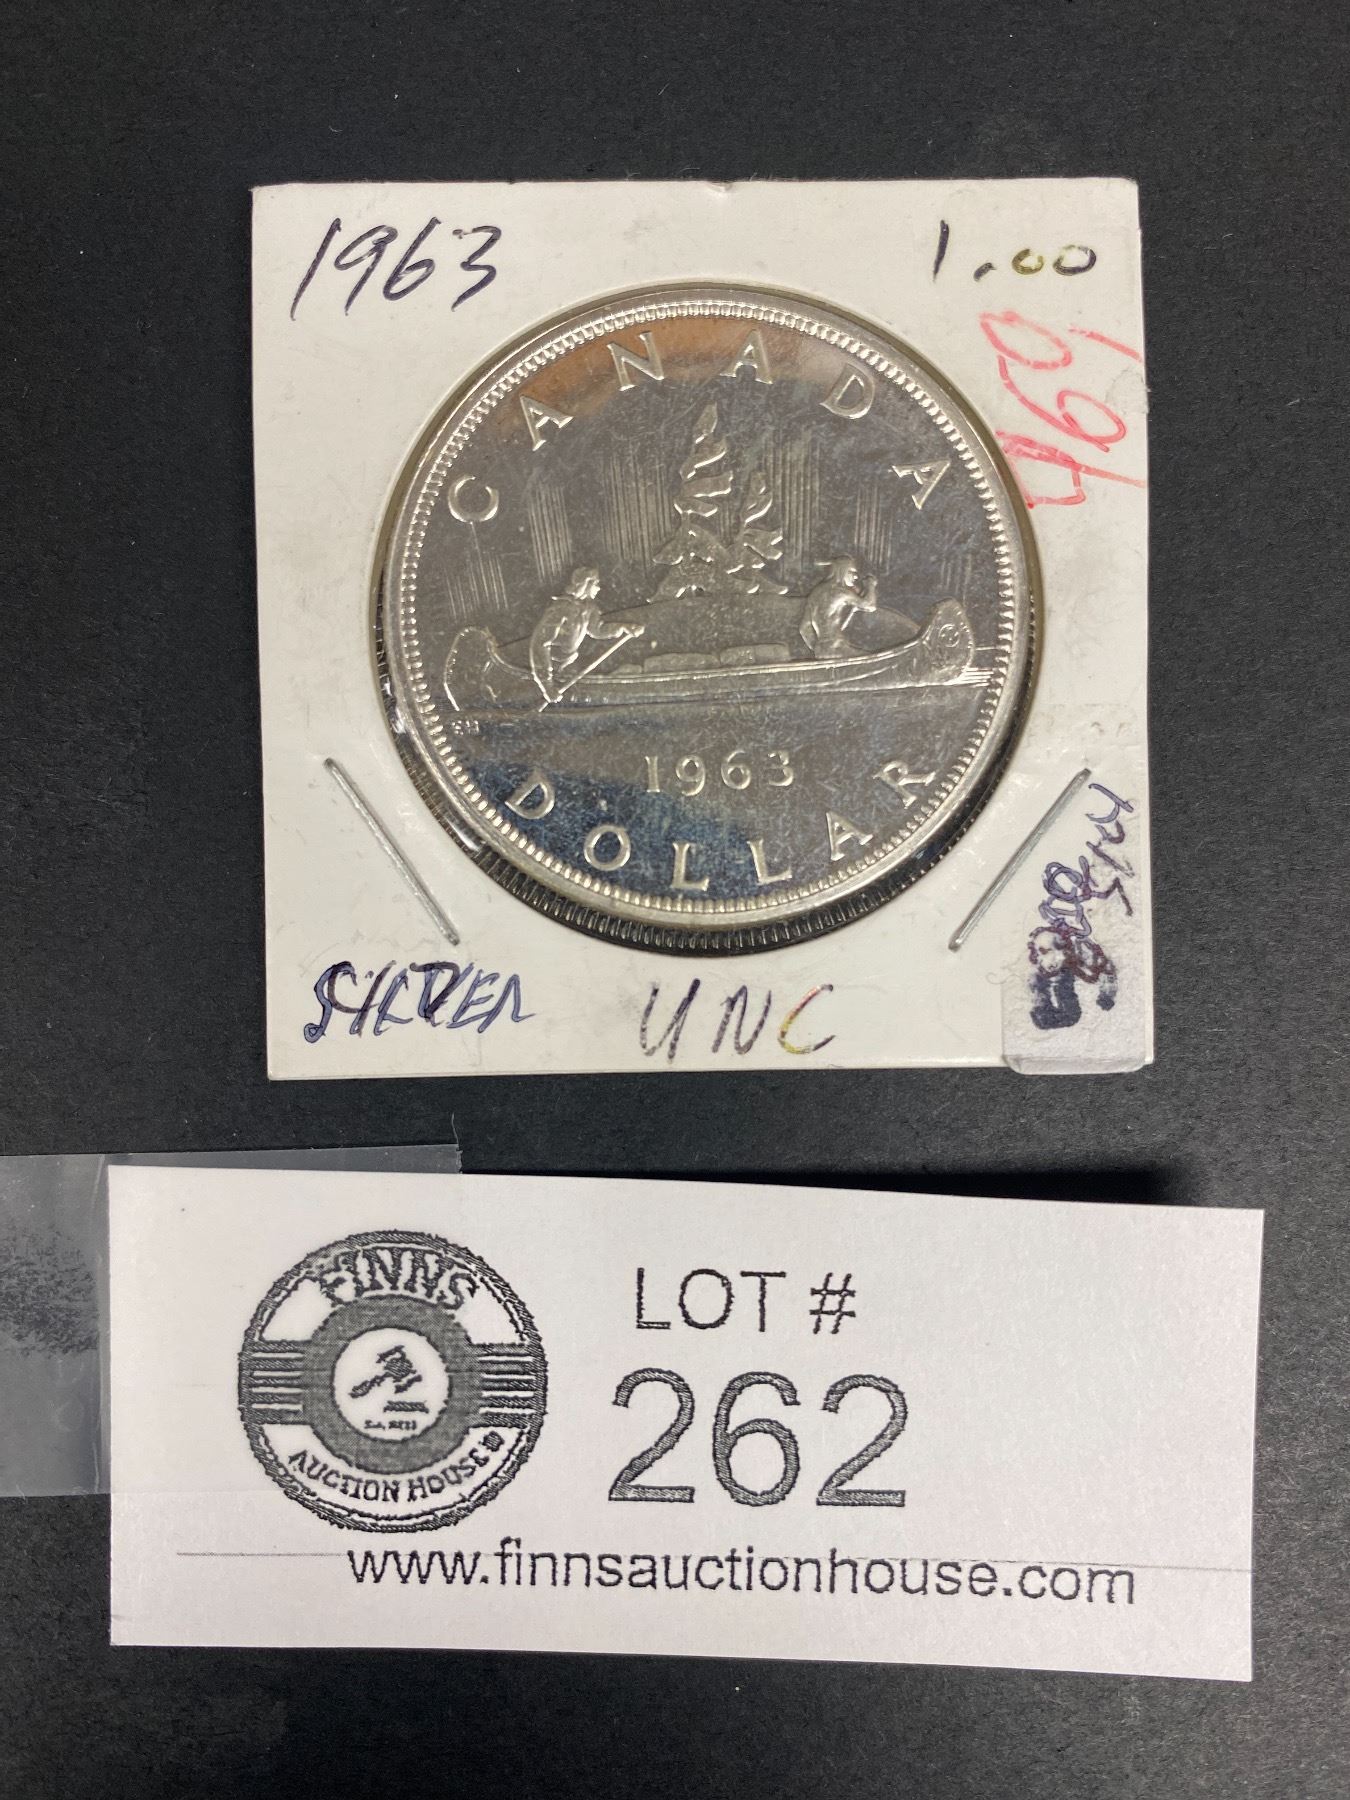 1963
1.00
CANADA
1963
DOLLAR
SILVER
UNC
FINNS
AUCTION HOUSE
LOT #
262
www.finnsauctionhouse.com